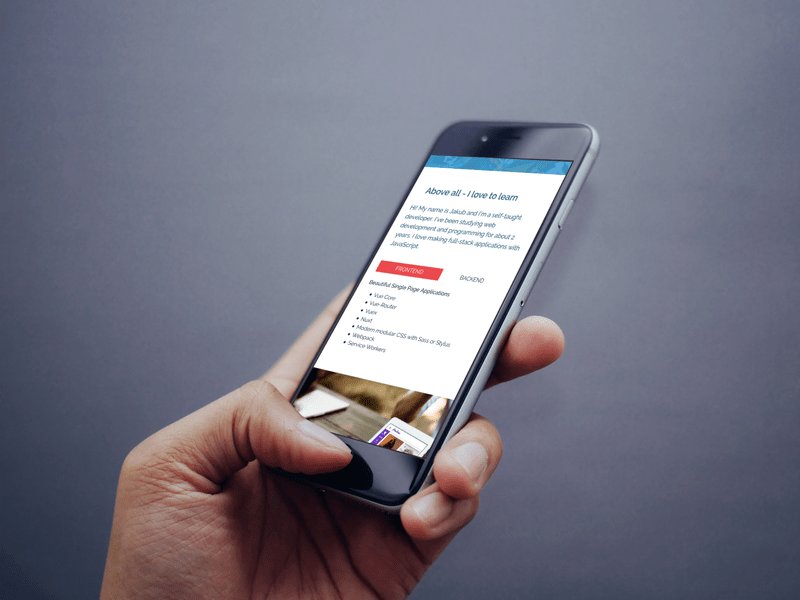 Above all - I love to learn
Hi! My name is Jakub and I'm a self-taught
developer. I've been studying web
development and programming for about 2
years. I love making full-stack applications with
JavaScript
FRONTEND
BACKEND
Beautiful Single Page Applications
• Vue Core
• Vue-Router
• Vuex
• Nuxt
• Modern modular CSS with Sass or Stylus
• Webpack
• Service Workers